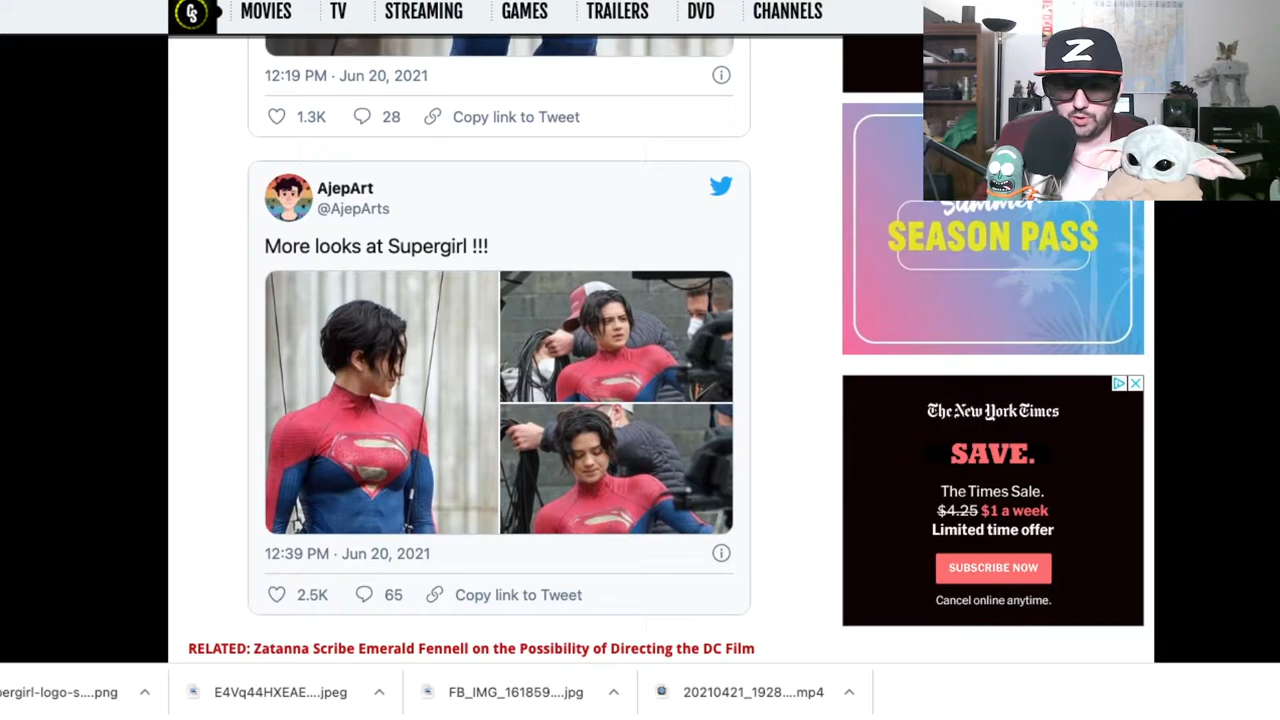 GS MOVIES TV STREAMING GAMES TRAILERS DVD CHANNELS
Z
12:19 PM · Jun 20, 2021
1.3K 28 Copy link to Tweet
AjepArt
@AjepArts
More looks at Supergirl !!!
12:39 PM · Jun 20, 2021
2.5K 65 Copy link to Tweet
RELATED: Zatanna Scribe Emerald Fennell on the Possibility of Directing the DC Film
Summer
SEASON PASS
The New York Times
SAVE.
The Times Sale.
$4.25 $1 a week
Limited time offer
SUBSCRIBE NOW
Cancel online anytime.
ergirl-logo-s....png E4Vq44HXEAE....jpeg FB_IMG_161859....jpg 20210421_1928....mp4